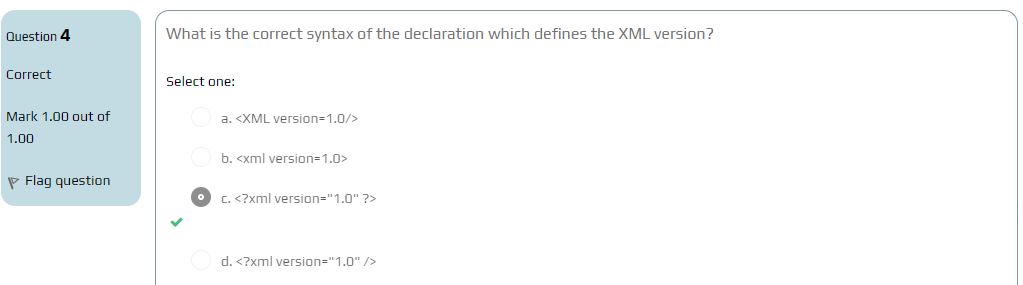 Question 4
Correct
Mark 1.00 out of
1.00
Flag question
What is the correct syntax of the declaration which defines the XML version?
Select one:
a. <XML version=1.0/>
b. <xml version=1.0>
c. <?xml version="1.0" ?>
d. <?xml version="1.0" />